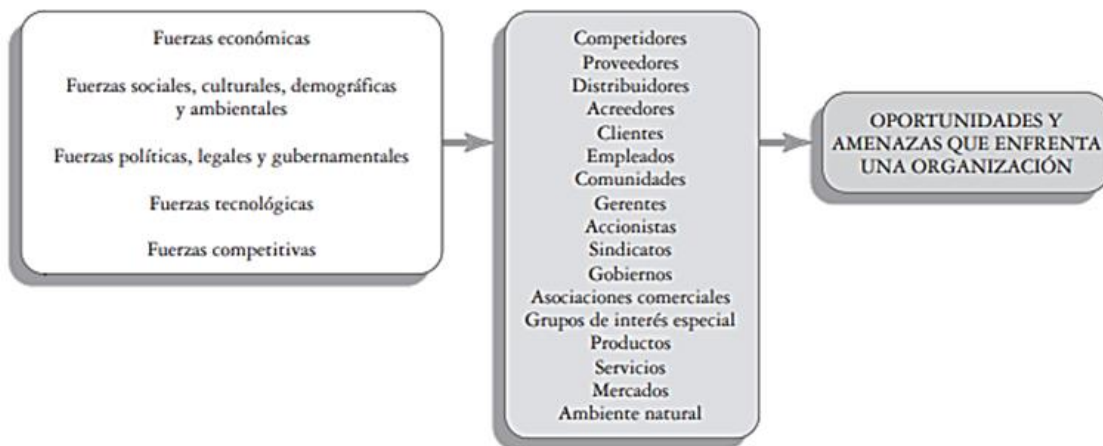 Fuerzas económicas
Fuerzas sociales, culturales, demográficas
y ambientales
Fuerzas políticas, legales y gubernamentales
Fuerzas tecnológicas
Fuerzas competitivas
Competidores
Proveedores
Distribuidores
Acreedores
Clientes
Empleados
Comunidades
Gerentes
Accionistas
Sindicatos
Gobiernos
Asociaciones comerciales
Grupos de interés especial
Productos
Servicios
Mercados
Ambiente natural
OPORTUNIDADES Y
AMENAZAS QUE ENFRENTA
UNA ORGANIZACIÓN